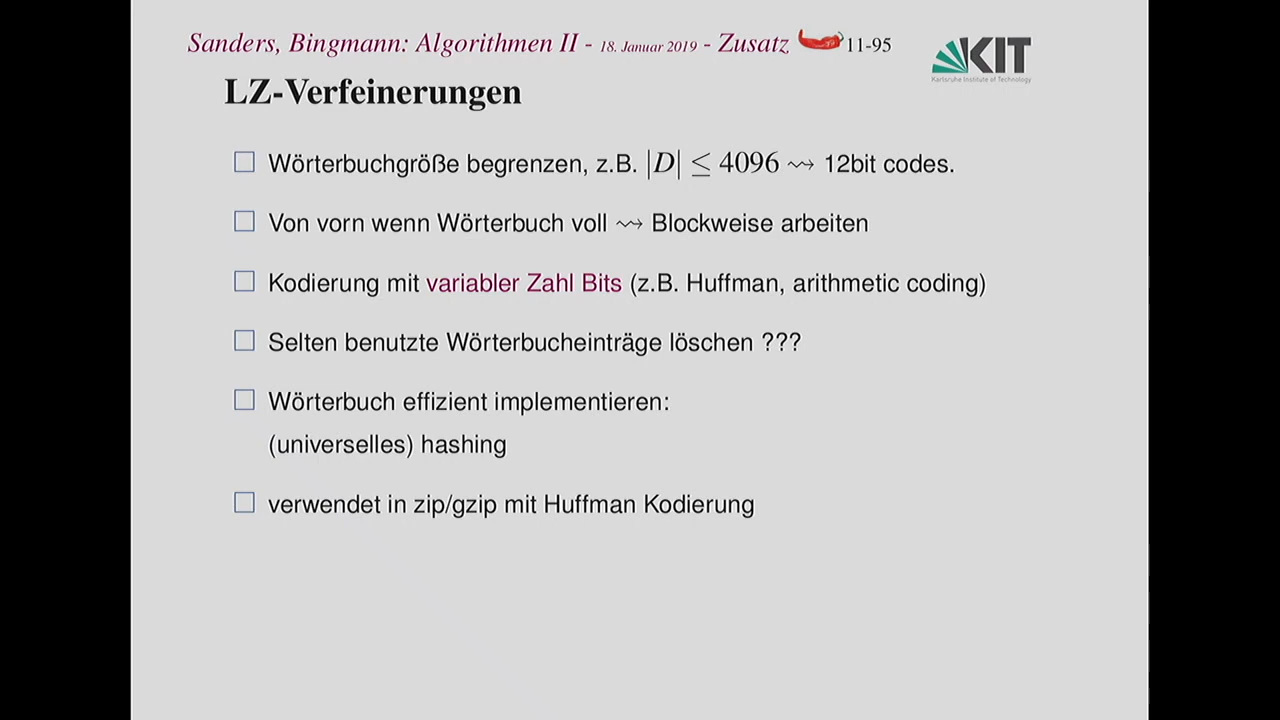 Sanders, Bingmann: Algorithmen II - 18. Januar 2019 - Zusatz 11-95
KIT
Karlsruhe Institute of Technology
LZ-Verfeinerungen
Wörterbuchgröße begrenzen, z.B. |D| ≤ 4096 ⇝ 12bit codes.
Von vorn wenn Wörterbuch voll ⇝ Blockweise arbeiten
Kodierung mit variabler Zahl Bits (z.B. Huffman, arithmetic coding)
Selten benutzte Wörterbucheinträge löschen ???
Wörterbuch effizient implementieren:
(universelles) hashing
verwendet in zip/gzip mit Huffman Kodierung